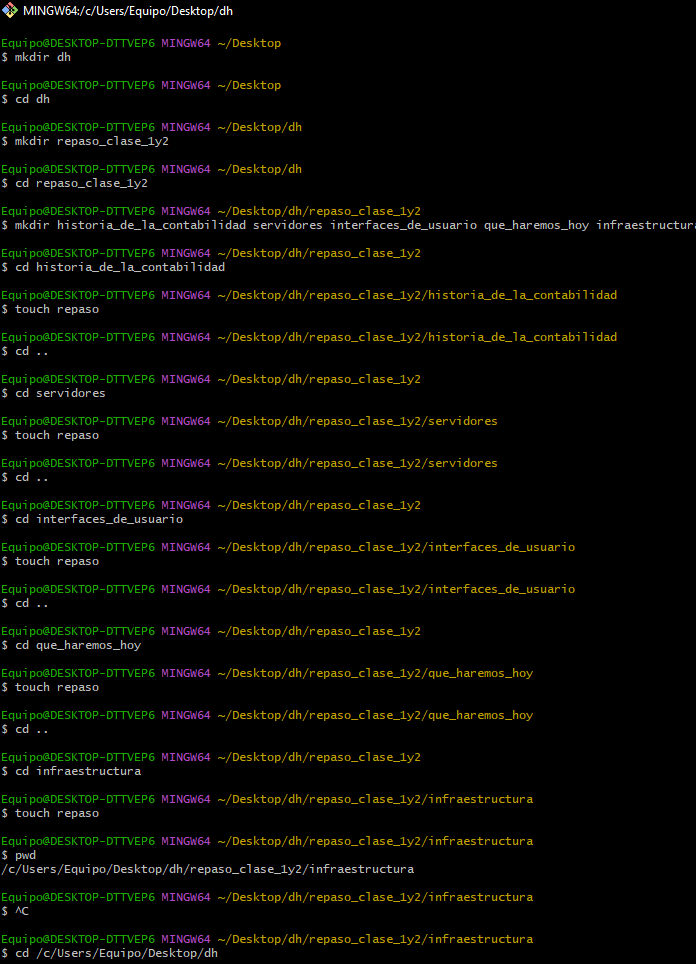 MINGW64:/c/Users/Equipo/Desktop/dh
Equipo@DESKTOP-DTTVEP6 MINGW64 ~/Desktop
$ mkdir dh
Equipo@DESKTOP-DTTVEP6 MINGW64 ~/Desktop
$ cd dh
Equipo@DESKTOP-DTTVEP6 MINGW64 ~/Desktop/dh
$ mkdir repaso_clase_1y2
Equipo@DESKTOP-DTTVEP6 MINGW64 ~/Desktop/dh
$ cd repaso_clase_1y2
Equipo@DESKTOP-DTTVEP6 MINGW64 ~/Desktop/dh/repaso_clase_1y2
$ mkdir historia_de_la_contabilidad servidores interfaces_de_usuario que_haremos_hoy infraestructura
Equipo@DESKTOP-DTTVEP6 MINGW64 ~/Desktop/dh/repaso_clase_1y2
$ cd historia_de_la_contabilidad
Equipo@DESKTOP-DTTVEP6 MINGW64 ~/Desktop/dh/repaso_clase_1y2/historia_de_la_contabilidad
$ touch repaso
Equipo@DESKTOP-DTTVEP6 MINGW64 ~/Desktop/dh/repaso_clase_1y2/historia_de_la_contabilidad
$ cd ..
Equipo@DESKTOP-DTTVEP6 MINGW64 ~/Desktop/dh/repaso_clase_1y2
$ cd servidores
Equipo@DESKTOP-DTTVEP6 MINGW64 ~/Desktop/dh/repaso_clase_1y2/servidores
$ touch repaso
Equipo@DESKTOP-DTTVEP6 MINGW64 ~/Desktop/dh/repaso_clase_1y2/servidores
$ cd ..
Equipo@DESKTOP-DTTVEP6 MINGW64 ~/Desktop/dh/repaso_clase_1y2
$ cd interfaces_de_usuario
Equipo@DESKTOP-DTTVEP6 MINGW64 ~/Desktop/dh/repaso_clase_1y2/interfaces_de_usuario
$ touch repaso
Equipo@DESKTOP-DTTVEP6 MINGW64 ~/Desktop/dh/repaso_clase_1y2/interfaces_de_usuario
$ cd ..
Equipo@DESKTOP-DTTVEP6 MINGW64 ~/Desktop/dh/repaso_clase_1y2
$ cd que_haremos_hoy
Equipo@DESKTOP-DTTVEP6 MINGW64 ~/Desktop/dh/repaso_clase_1y2/que_haremos_hoy
$ touch repaso
Equipo@DESKTOP-DTTVEP6 MINGW64 ~/Desktop/dh/repaso_clase_1y2/que_haremos_hoy
$ cd ..
Equipo@DESKTOP-DTTVEP6 MINGW64 ~/Desktop/dh/repaso_clase_1y2
$ cd infraestructura
Equipo@DESKTOP-DTTVEP6 MINGW64 ~/Desktop/dh/repaso_clase_1y2/infraestructura
$ touch repaso
Equipo@DESKTOP-DTTVEP6 MINGW64 ~/Desktop/dh/repaso_clase_1y2/infraestructura
$ pwd
/c/Users/Equipo/Desktop/dh/repaso_clase_1y2/infraestructura
Equipo@DESKTOP-DTTVEP6 MINGW64 ~/Desktop/dh/repaso_clase_1y2/infraestructura
$ ^C
Equipo@DESKTOP-DTTVEP6 MINGW64 ~/Desktop/dh/repaso_clase_1y2/infraestructura
$ cd /c/Users/Equipo/Desktop/dh